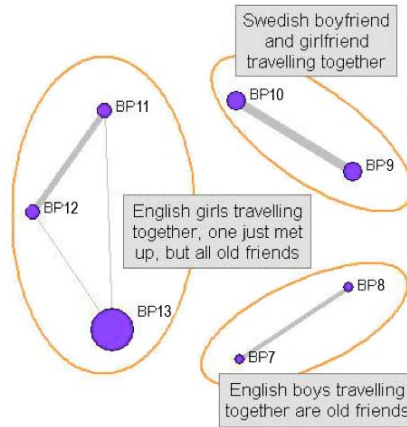 Swedish boyfriend
and girlfriend
travelling together
BP10
BP9
BP11
BP12
English girls travelling
together, one just met
up, but all old friends
BP13
BP8
BP7
English boys travelling
together are old friends